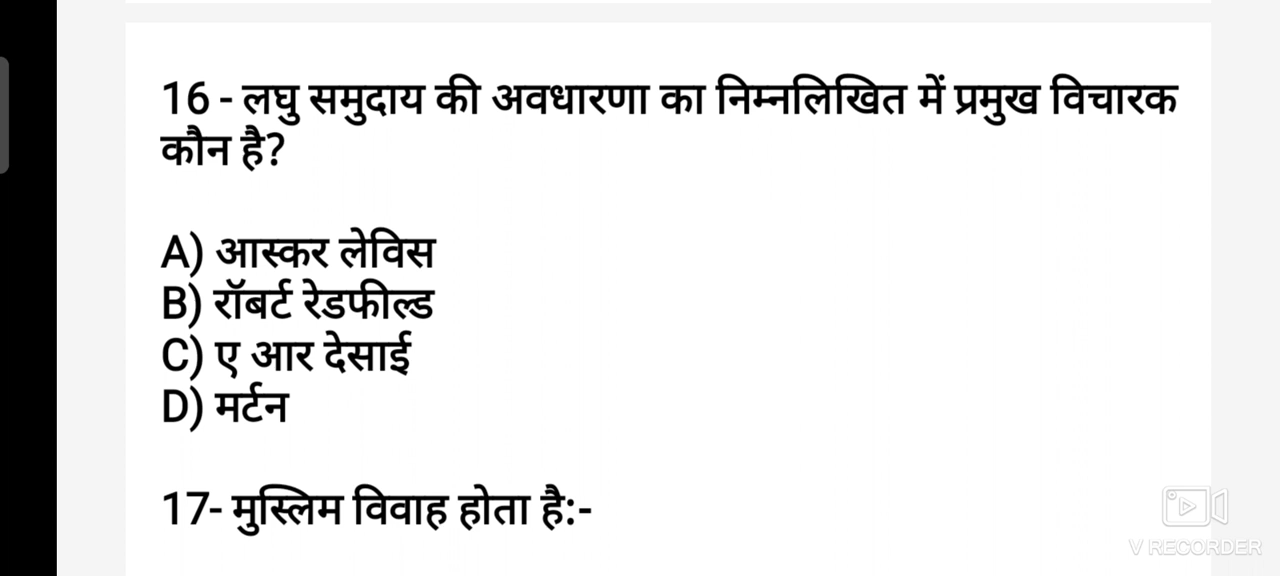 16 - लघु समुदाय की अवधारणा का निम्नलिखित में प्रमुख विचारक
कौन है?
A) आस्कर लेविस
B) रॉबर्ट रेडफील्ड
C) ए आर देसाई
D) मर्टन
17- मुस्लिम विवाह होता है:-
V RECORDER